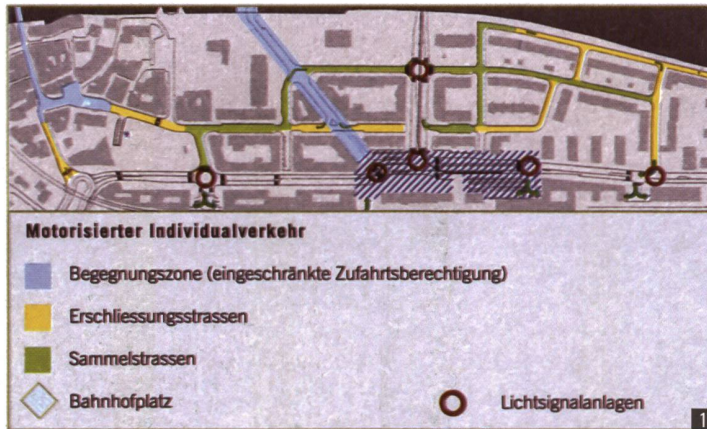 Motorisierter Individualverkehr
Begegnungszone (eingeschränkte Zufahrtsberechtigung)
Erschliessungsstrassen
Sammelstrassen
Bahnhofplatz
Lichtsignalanlagen
1